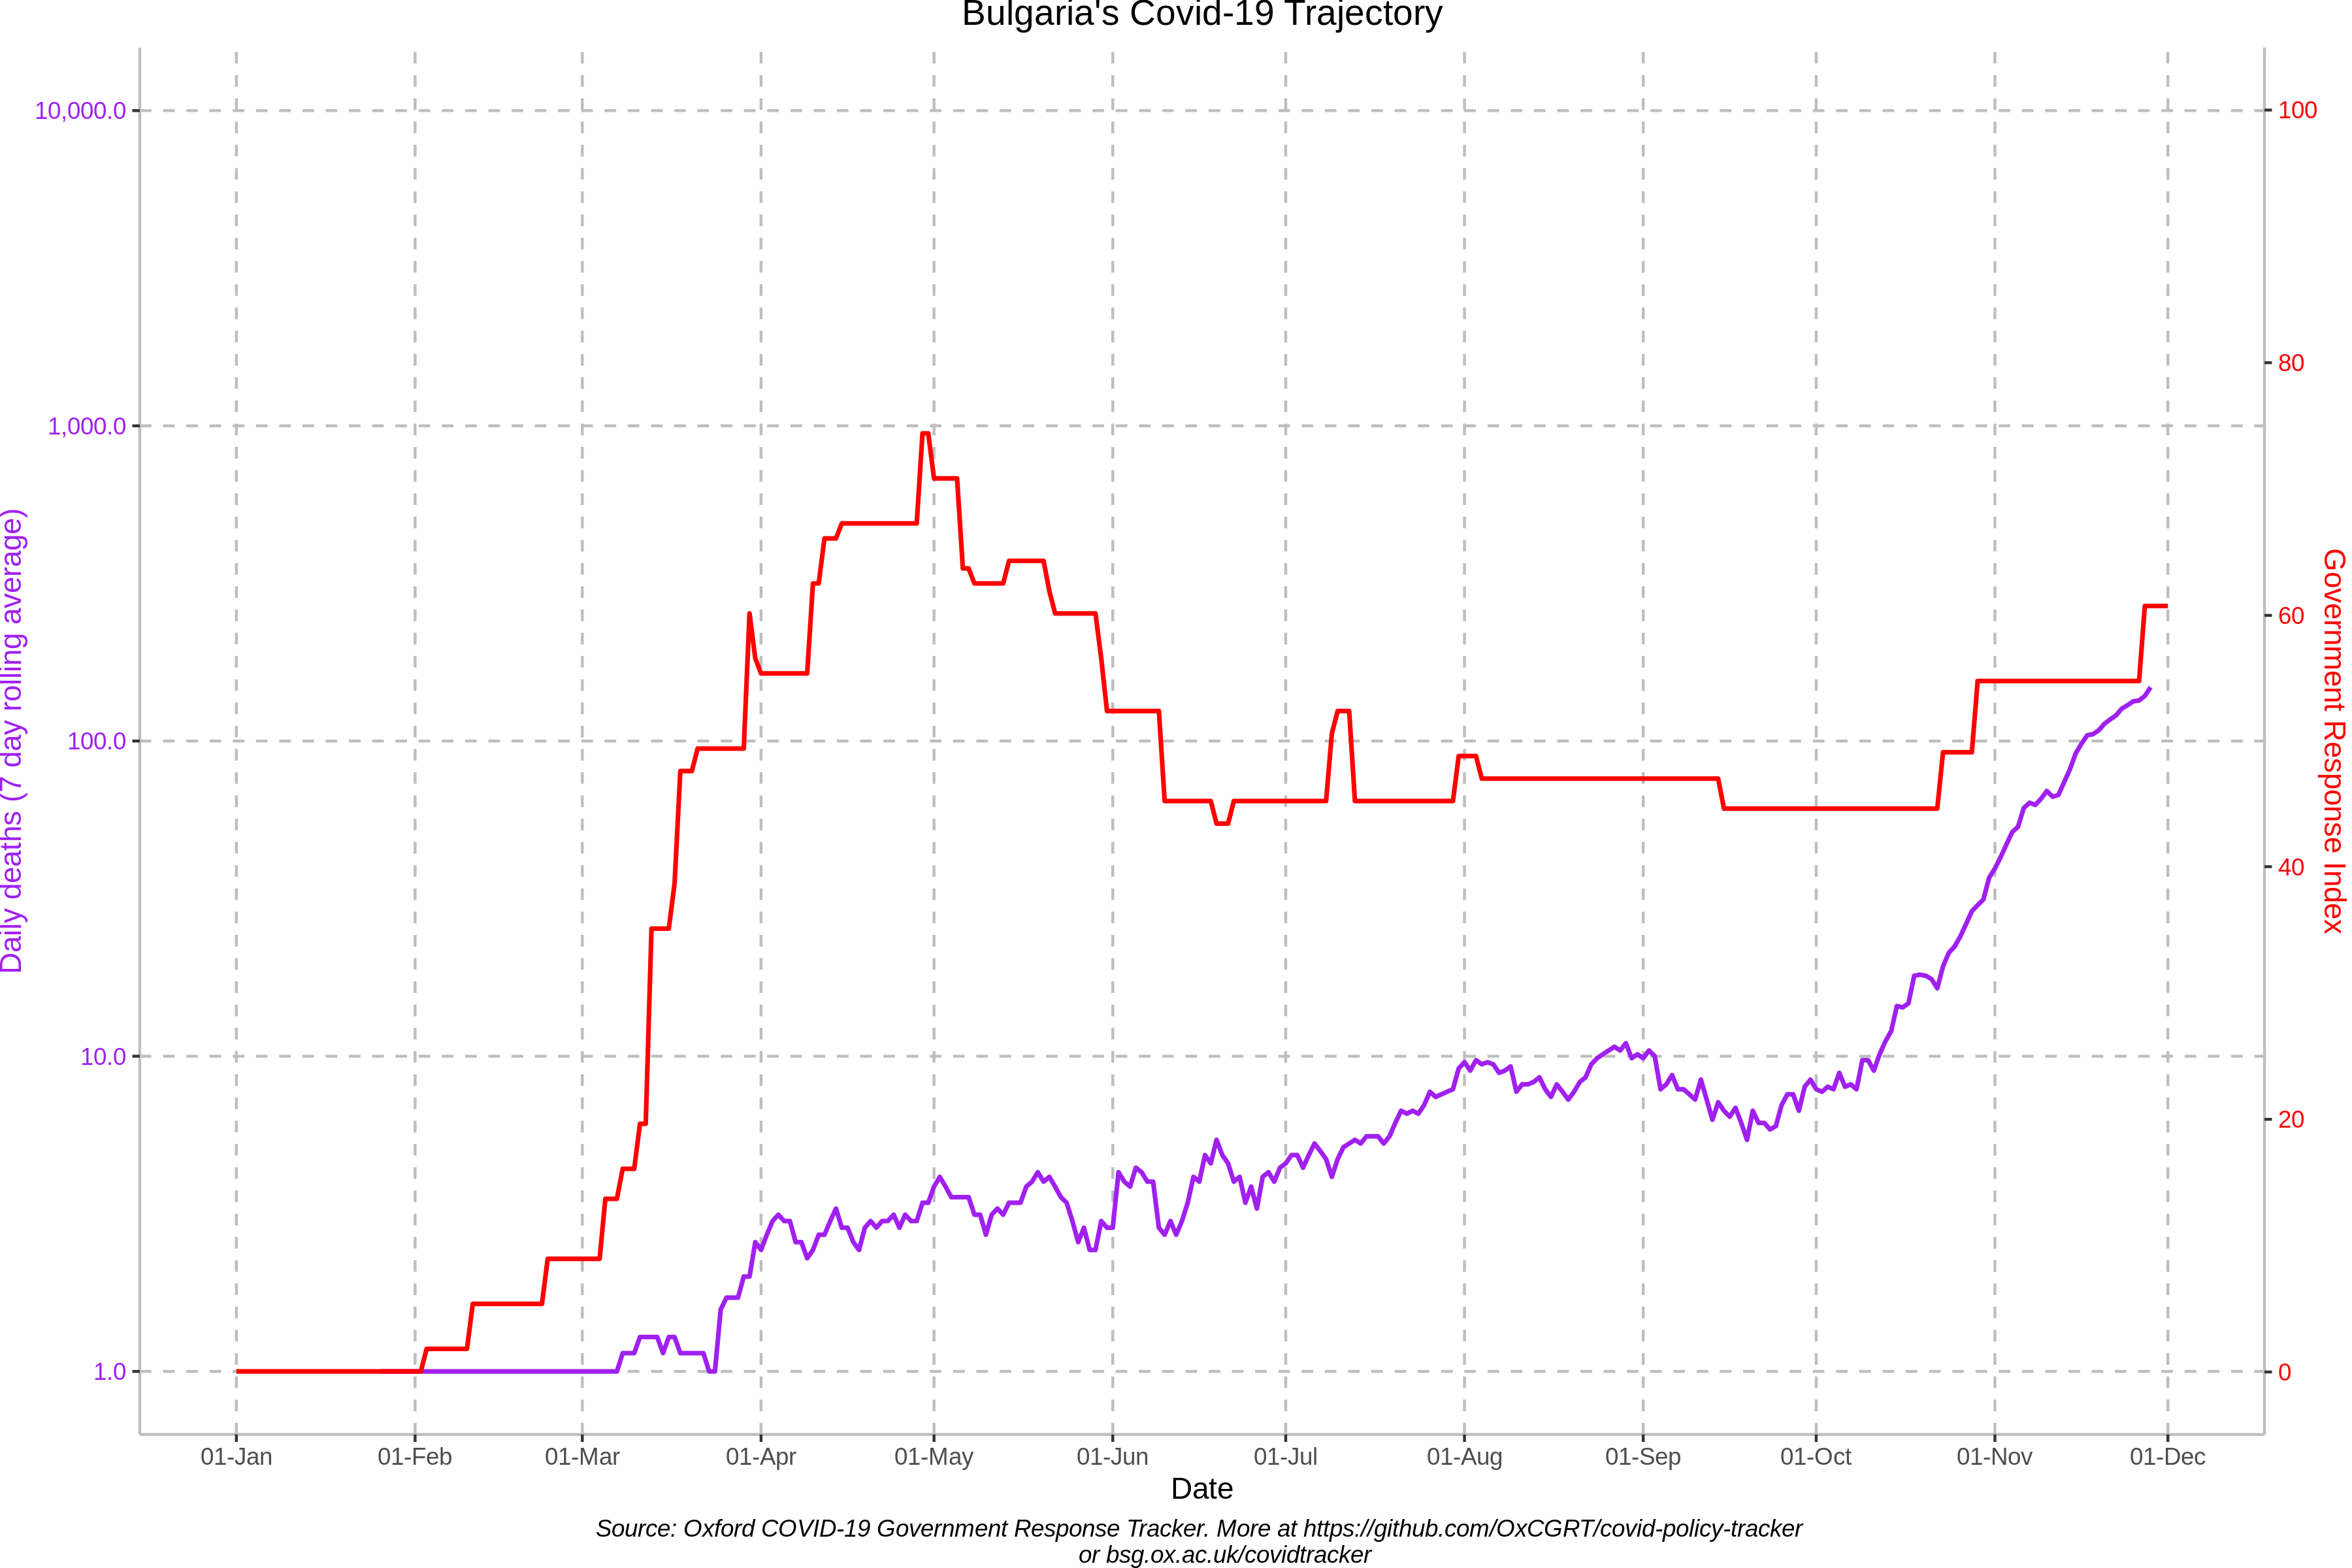 Bulgaria's Covid-19 Trajectory
10,000.0
1,000.0
100.0
10.0
1.0
Daily deaths (7 day rolling average)
100
80
60
40
20
0
Government Response Index
01-Jan 01-Feb 01-Mar 01-Apr 01-May 01-Jun 01-Jul 01-Aug 01-Sep 01-Oct 01-Nov 01-Dec
Date
Source: Oxford COVID-19 Government Response Tracker. More at https://github.com/OxCGRT/covid-policy-tracker
or bsg.ox.ac.uk/covidtracker